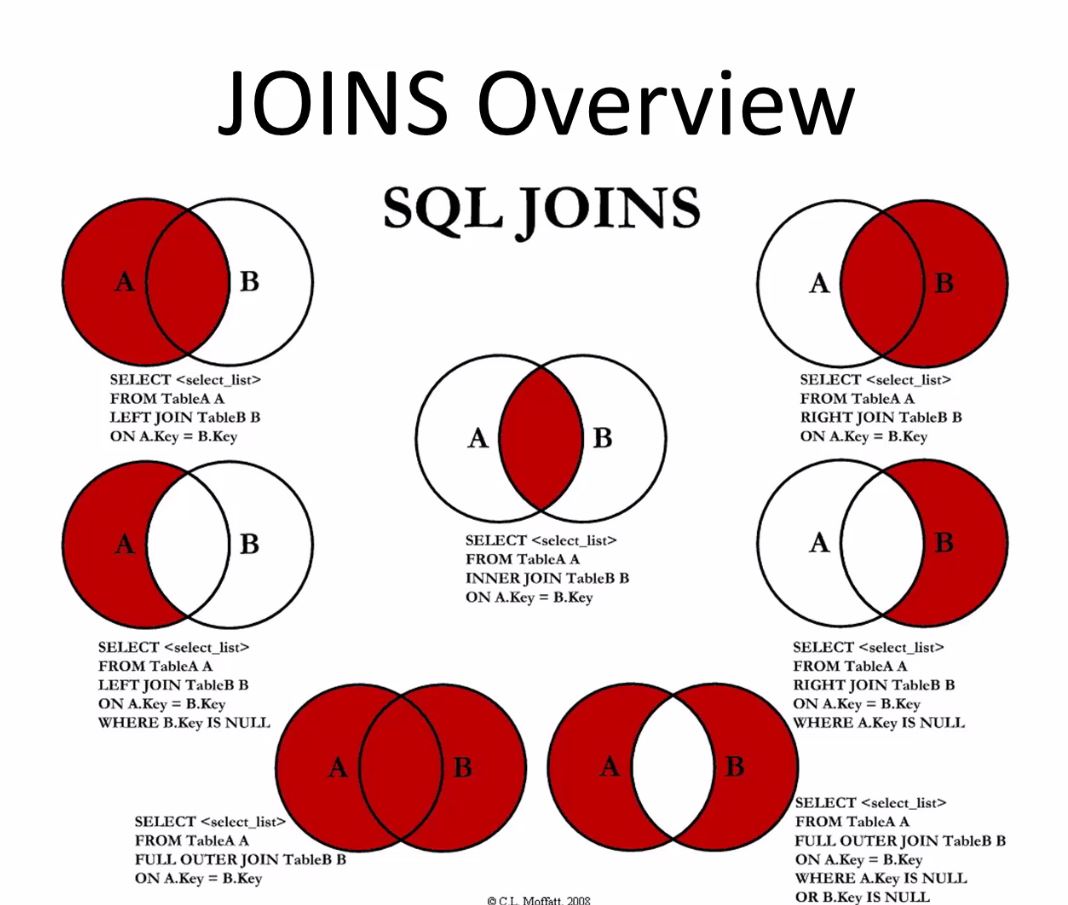 JOINS Overview
SQL JOINS
A B
SELECT <select_list>
FROM TableA A
LEFT JOIN TableB B
ON A.Key = B.Key
A B
SELECT <select_list>
FROM TableA A
RIGHT JOIN TableB B
ON A.Key = B.Key
A B
SELECT <select_list>
FROM TableA A
INNER JOIN TableB B
ON A.Key = B.Key
A B
SELECT <select_list>
FROM TableA A
LEFT JOIN TableB B
ON A.Key = B.Key
WHERE B.Key IS NULL
A B
SELECT <select_list>
FROM TableA A
RIGHT JOIN TableB B
ON A.Key = B.Key
WHERE A.Key IS NULL
A B
SELECT <select_list>
FROM TableA A
FULL OUTER JOIN TableB B
ON A.Key = B.Key
A B
SELECT <select_list>
FROM TableA A
FULL OUTER JOIN TableB B
ON A.Key = B.Key
WHERE A.Key IS NULL
OR B.Key IS NULL
© C.L. Moffatt, 2008